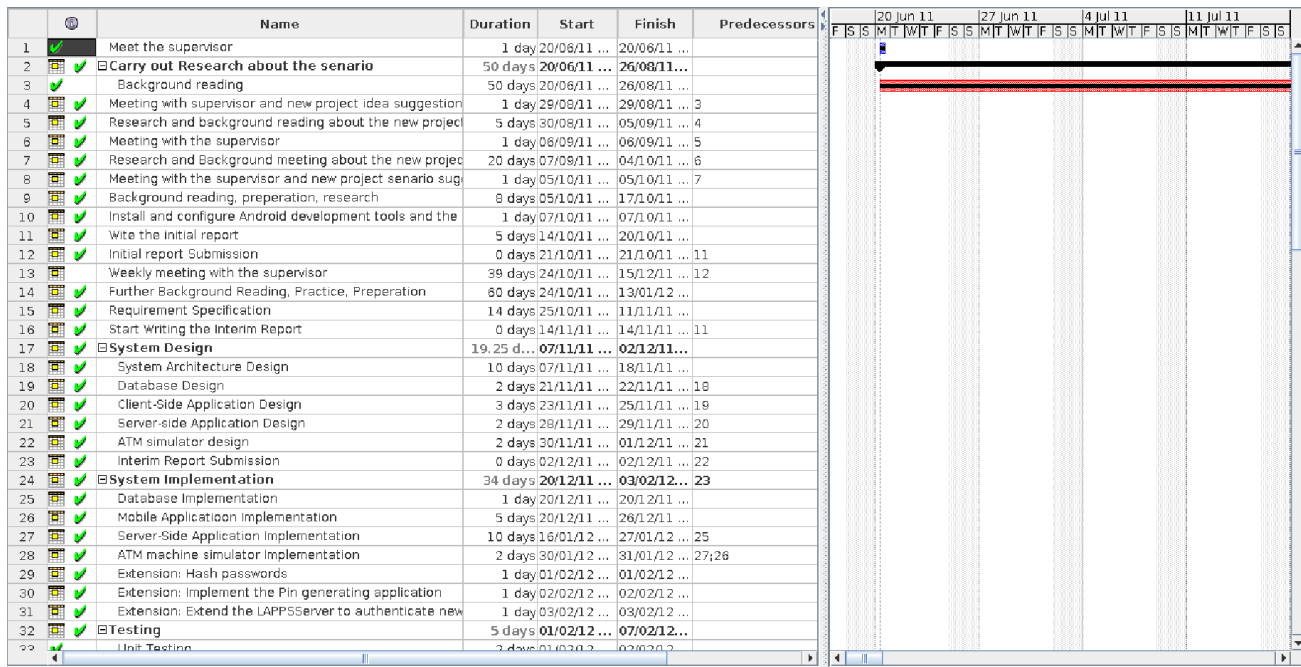 Name Duration Start Finish Predecessors
20 Jun 11 27 Jun 11 4 Jul 11 11 Jul 11
F S S M T W T F S S M T W T F S S M T W T F S S M T W T F S S
1 Meet the supervisor 1 day 20/06/11 ... 20/06/11 ...
2 Carry out Research about the senario 50 days 20/06/11 ... 26/08/11...
3 Background reading 50 days 20/06/11 ... 26/08/11 ...
4 Meeting with supervisor and new project idea suggestion 1 day 29/08/11 ... 29/08/11 ... 3
5 Research and background reading about the new project 5 days 30/08/11 ... 05/09/11 ... 4
6 Meeting with the supervisor 1 day 06/09/11 ... 06/09/11 ... 5
7 Research and Background meeting about the new projec 20 days 07/09/11 ... 04/10/11 ... 6
8 Meeting with the supervisor and new project senario sug 1 day 05/10/11 ... 05/10/11 ... 7
9 Background reading, preperation, research 8 days 05/10/11 ... 17/10/11 ...
10 Install and configure Android development tools and the 1 day 07/10/11 ... 07/10/11 ...
11 Wite the initial report 5 days 14/10/11 ... 20/10/11 ...
12 Initial report Submission 0 days 21/10/11 ... 21/10/11 ... 11
13 Weekly meeting with the supervisor 39 days 24/10/11 ... 15/12/11 ... 12
14 Further Background Reading, Practice, Preperation 60 days 24/10/11 ... 13/01/12 ...
15 Requirement Specification 14 days 25/10/11 ... 11/11/11 ...
16 Start Writing the Interim Report 0 days 14/11/11 ... 14/11/11 ... 11
17 System Design 19.25 d... 07/11/11 ... 02/12/11...
18 System Architecture Design 10 days 07/11/11 ... 18/11/11 ...
19 Database Design 2 days 21/11/11 ... 22/11/11 ... 18
20 Client-Side Application Design 3 days 23/11/11 ... 25/11/11 ... 19
21 Server-side Application Design 2 days 28/11/11 ... 29/11/11 ... 20
22 ATM simulator design 2 days 30/11/11 ... 01/12/11 ... 21
23 Interim Report Submission 0 days 02/12/11 ... 02/12/11 ... 22
24 System Implementation 34 days 20/12/11 ... 03/02/12... 23
25 Database Implementation 1 day 20/12/11 ... 20/12/11 ...
26 Mobile Applicatioon Implementation 5 days 20/12/11 ... 26/12/11 ...
27 Server-Side Application Implementation 10 days 16/01/12 ... 27/01/12 ... 25
28 ATM machine simulator Implementation 2 days 30/01/12 ... 31/01/12 ... 27;26
29 Extension: Hash passwords 1 day 01/02/12 ... 01/02/12 ...
30 Extension: Implement the Pin generating application 1 day 02/02/12 ... 02/02/12 ...
31 Extension: Extend the LAPPSServer to authenticate new 1 day 03/02/12 ... 03/02/12 ...
32 Testing 5 days 01/02/12 ... 07/02/12...
33 Unit Testing 2 days 01/02/12 02/02/12